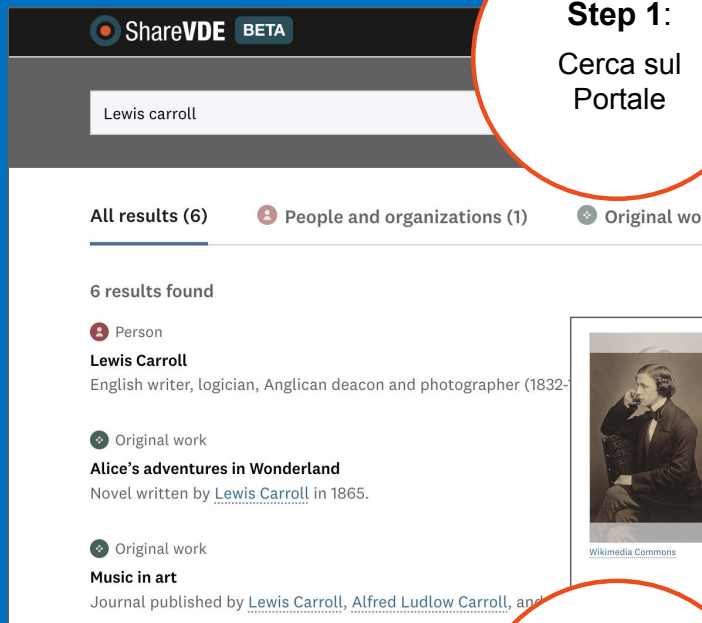 ShareVDE BETA
Step 1:
Cerca sul
Portale
Lewis carroll
All results (6) People and organizations (1) Original wo
6 results found
Person
Lewis Carroll
English writer, logician, Anglican deacon and photographer (1832-
Original work
Alice's adventures in Wonderland
Novel written by Lewis Carroll in 1865.
Wikimedia Commons
Original work
Music in art
Journal published by Lewis Carroll, Alfred Ludlow Carroll, and